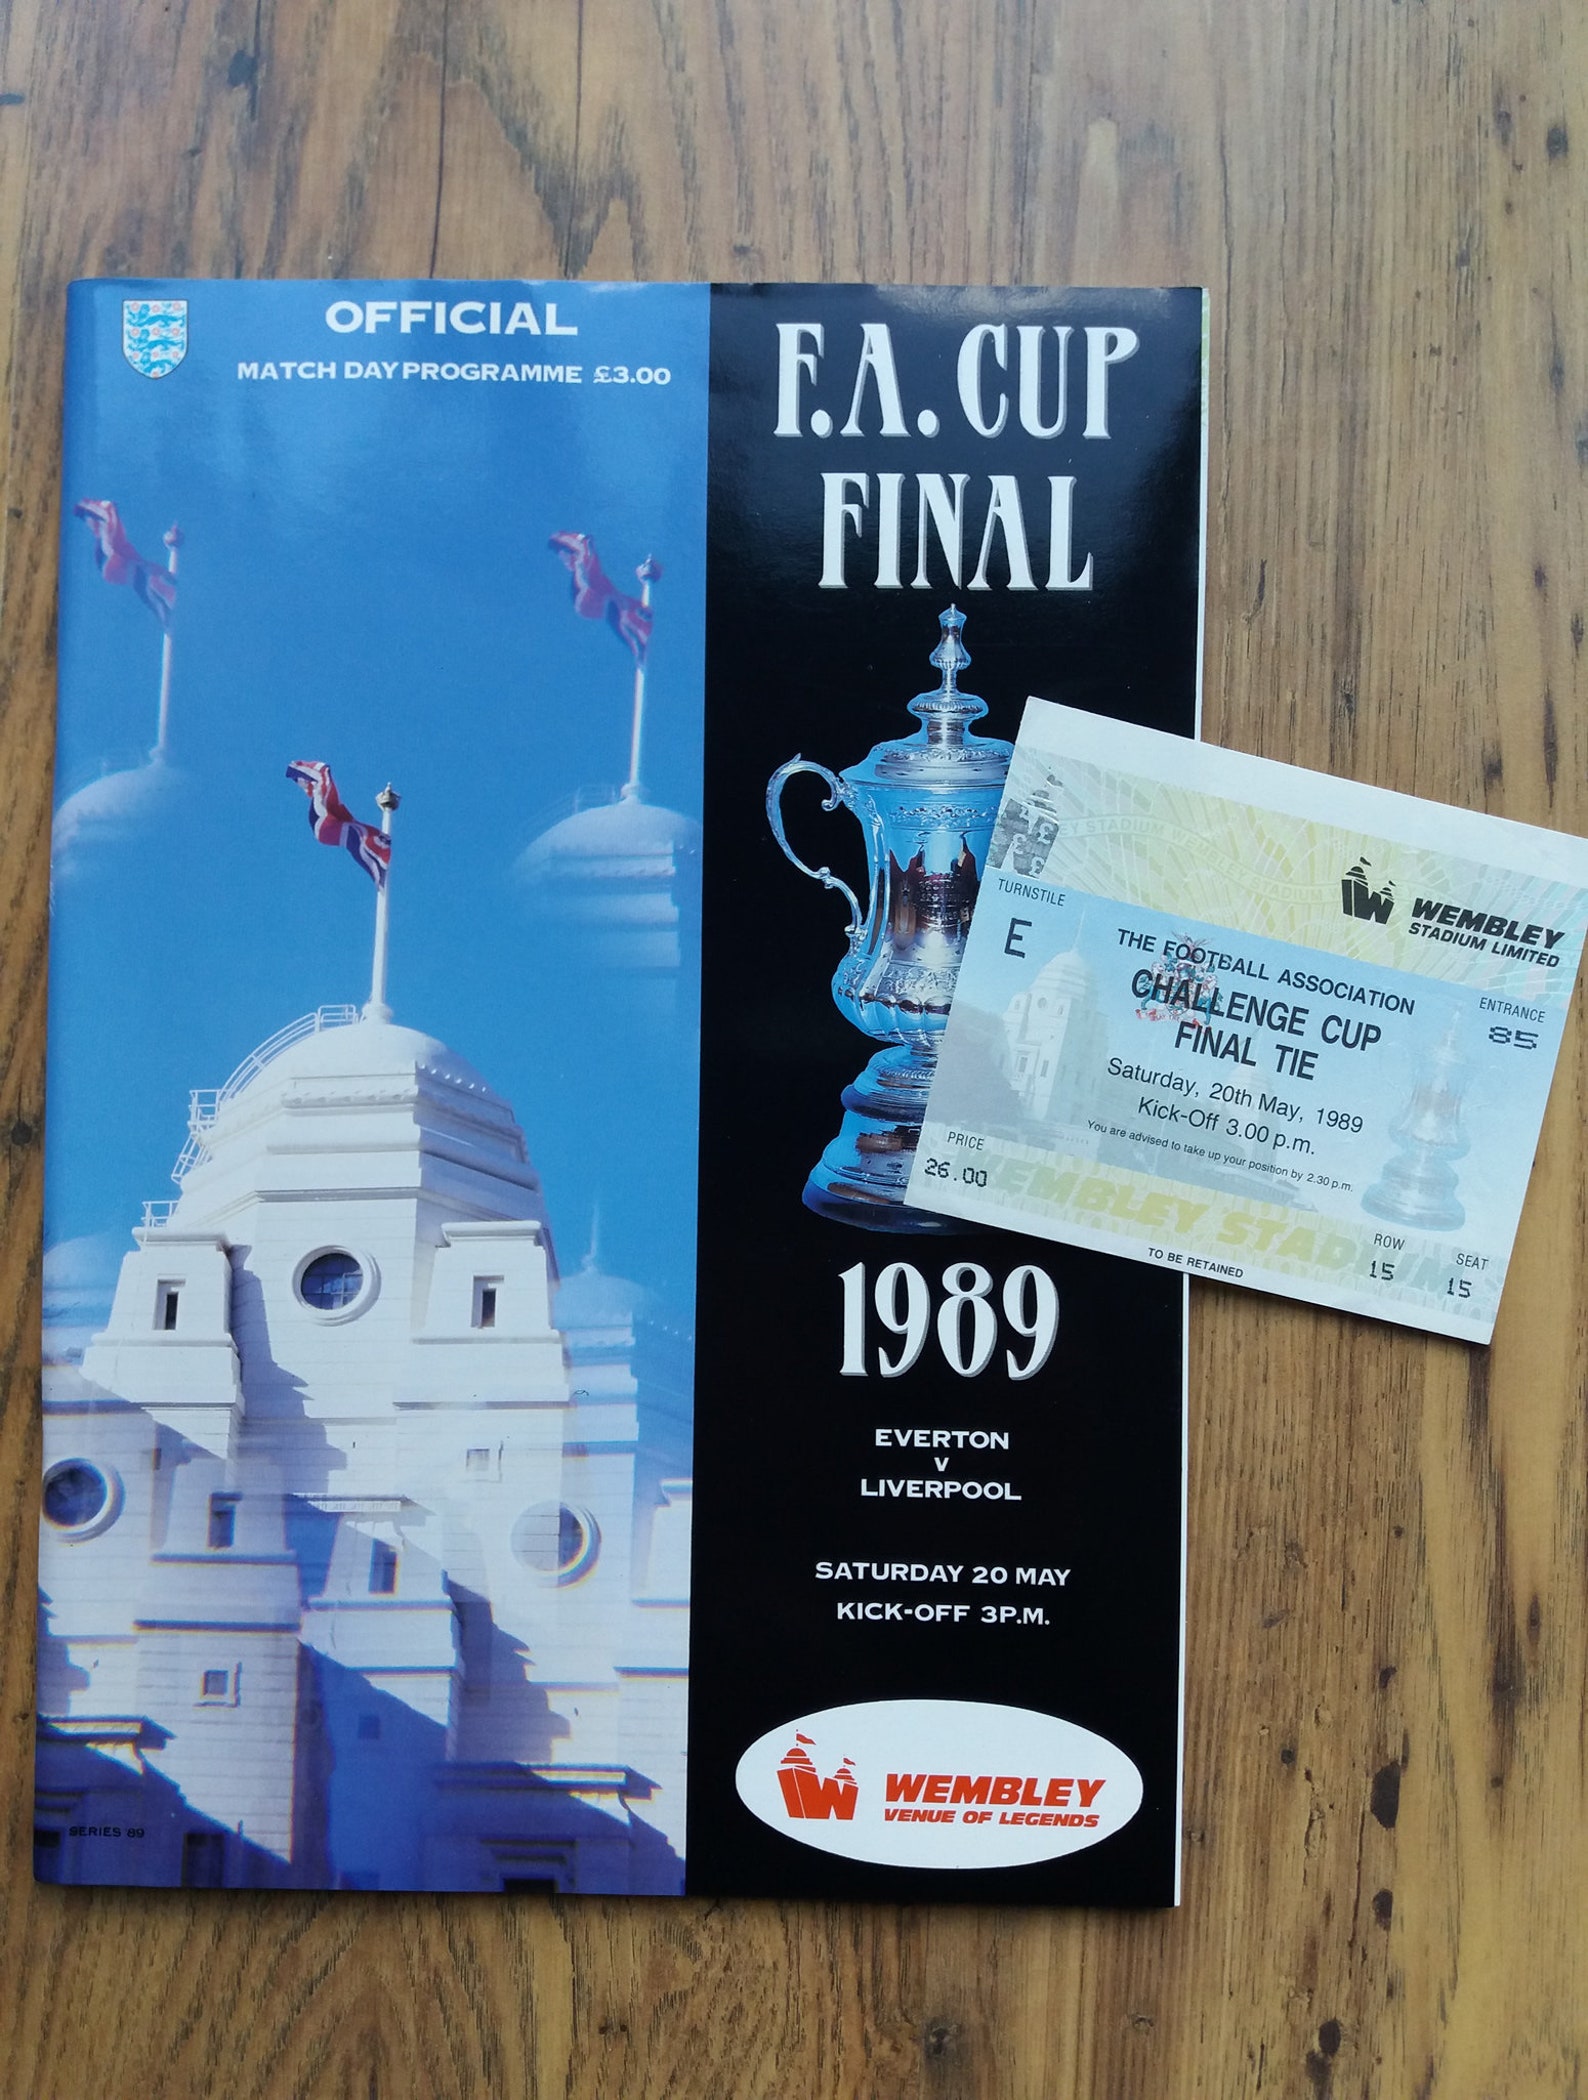 OFFICIAL
MATCH DAY PROGRAMME £3.00
F.A. CUP
FINAL
1989
EVERTON
V
LIVERPOOL
SATURDAY 20 MAY
KICK-OFF 3P.M.
WEMBLEY
VENUE OF LEGENDS
SERIES 89
WEMBLEY
STADIUM LIMITED
TURNSTILE
E
THE FOOTBALL ASSOCIATION
CHALLENGE CUP
FINAL TIE
Saturday, 20th May, 1989
Kick-Off 3.00 p.m.
You are advised to take up your position by 2.30 p.m.
ENTRANCE
85
PRICE
26.00
WEMBLEY STADIUM
ROW
15
SEAT
15
TO BE RETAINED